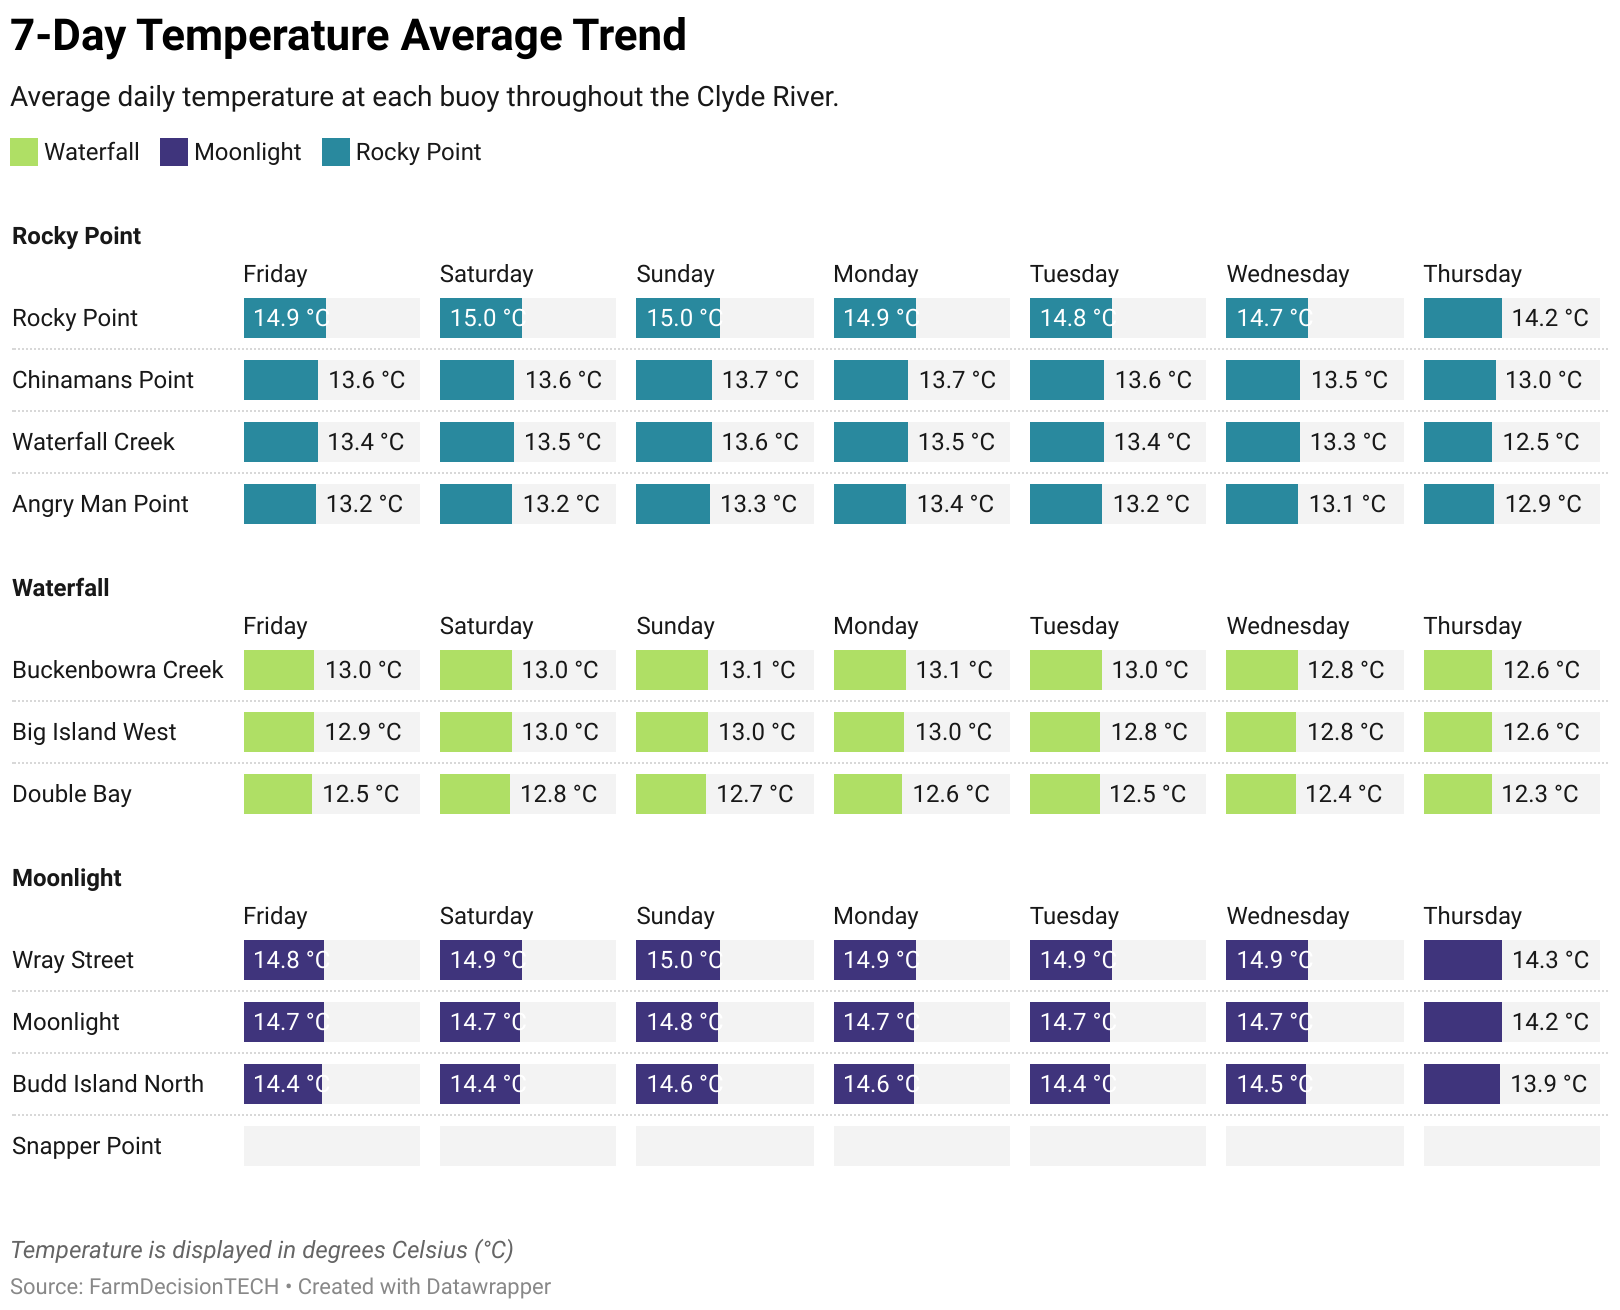 7-Day Temperature Average Trend
Average daily temperature at each buoy throughout the Clyde River.
Waterfall Moonlight Rocky Point
Rocky Point
Friday Saturday Sunday Monday Tuesday Wednesday Thursday
Rocky Point 14.9 °C 15.0 °C 15.0 °C 14.9 °C 14.8 °C 14.7 °C 14.2 °C
Chinamans Point 13.6 °C 13.6 °C 13.7 °C 13.7 °C 13.6 °C 13.5 °C 13.0 °C
Waterfall Creek 13.4 °C 13.5 °C 13.6 °C 13.5 °C 13.4 °C 13.3 °C 12.5 °C
Angry Man Point 13.2 °C 13.2 °C 13.3 °C 13.4 °C 13.2 °C 13.1 °C 12.9 °C
Waterfall
Friday Saturday Sunday Monday Tuesday Wednesday Thursday
Buckenbowra Creek 13.0 °C 13.0 °C 13.1 °C 13.1 °C 13.0 °C 12.8 °C 12.6 °C
Big Island West 12.9 °C 13.0 °C 13.0 °C 13.0 °C 12.8 °C 12.8 °C 12.6 °C
Double Bay 12.5 °C 12.8 °C 12.7 °C 12.6 °C 12.5 °C 12.4 °C 12.3 °C
Moonlight
Friday Saturday Sunday Monday Tuesday Wednesday Thursday
Wray Street 14.8 °C 14.9 °C 15.0 °C 14.9 °C 14.9 °C 14.9 °C 14.3 °C
Moonlight 14.7 °C 14.7 °C 14.8 °C 14.7 °C 14.7 °C 14.7 °C 14.2 °C
Budd Island North 14.4 °C 14.4 °C 14.6 °C 14.6 °C 14.4 °C 14.5 °C 13.9 °C
Snapper Point
Temperature is displayed in degrees Celsius (°C)
Source: FarmDecisionTECH • Created with Datawrapper